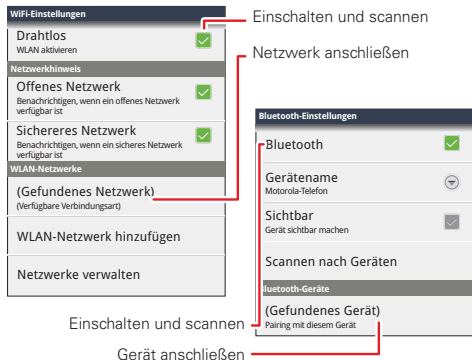 WiFi-Einstellungen
Drahtlos
WLAN aktivieren
Netzwerkhinweis
Offenes Netzwerk
Benachrichtigen, wenn ein offenes Netzwerk
verfügbar ist
Sichereres Netzwerk
Benachrichtigen, wenn ein sicheres Netzwerk
verfügbar ist
WLAN-Netzwerke
(Gefundenes Netzwerk)
(Verfügbare Verbindungsart)
WLAN-Netzwerk hinzufügen
Netzwerke verwalten
Einschalten und scannen
Netzwerk anschließen
Bluetooth-Einstellungen
Bluetooth
Gerätename
Motorola-Telefon
Sichtbar
Gerät sichtbar machen
Scannen nach Geräten
Bluetooth-Geräte
(Gefundenes Gerät)
Pairing mit diesem Gerät
Einschalten und scannen
Gerät anschließen